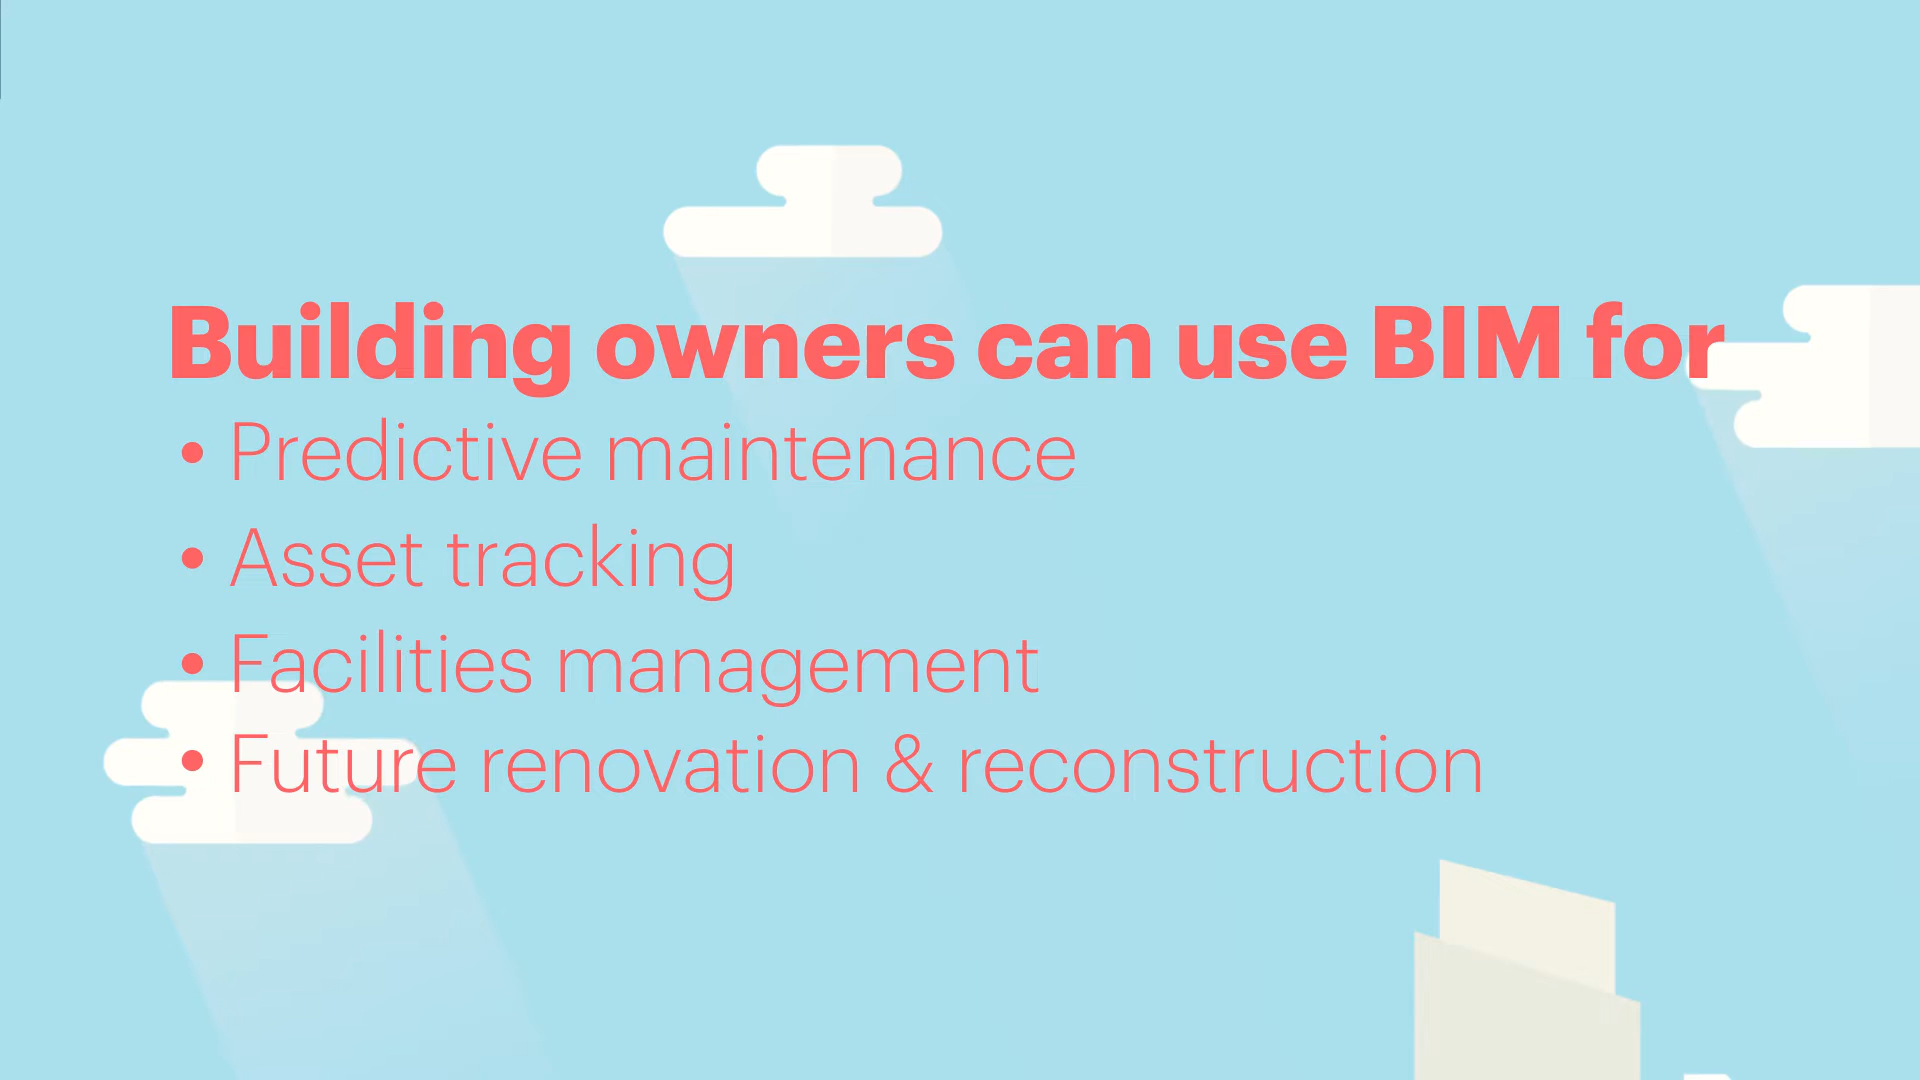 Building owners can use BIM for
• Predictive maintenance
• Asset tracking
• Facilities management
• Future renovation & reconstruction